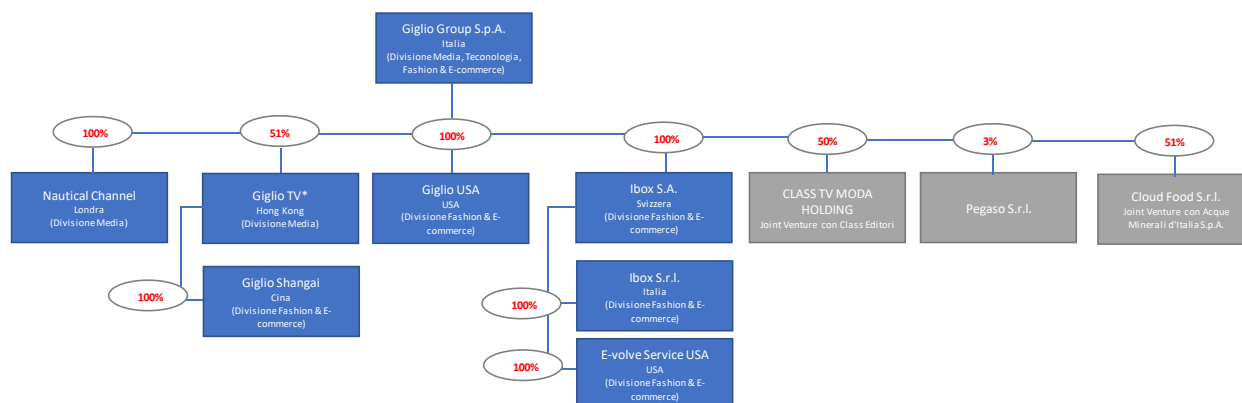 Giglio Group S.p.A.
Italia
(Divisione Media, Teconologia,
Fashion & E-commerce)
100%
51%
100%
100%
50%
3%
51%
Nautical Channel
Londra
(Divisione Media)
Giglio TV*
Hong Kong
(Divisione Media)
Giglio USA
USA
(Divisione Fashion & E-
commerce)
Ibox S.A.
Svizzera
(Divisione Fashion & E-
commerce)
CLASS TV MODA
HOLDING
Joint Venture con Class Editori
Pegaso S.r.l.
Cloud Food S.r.l.
Joint Venture con Acque
Minerali d'Italia S.p.A.
100%
Giglio Shangai
Cina
(Divisione Fashion & E-
commerce)
100%
Ibox S.r.l.
Italia
(Divisione Fashion & E-
commerce)
100%
E-volve Service USA
USA
(Divisione Fashion & E-
commerce)